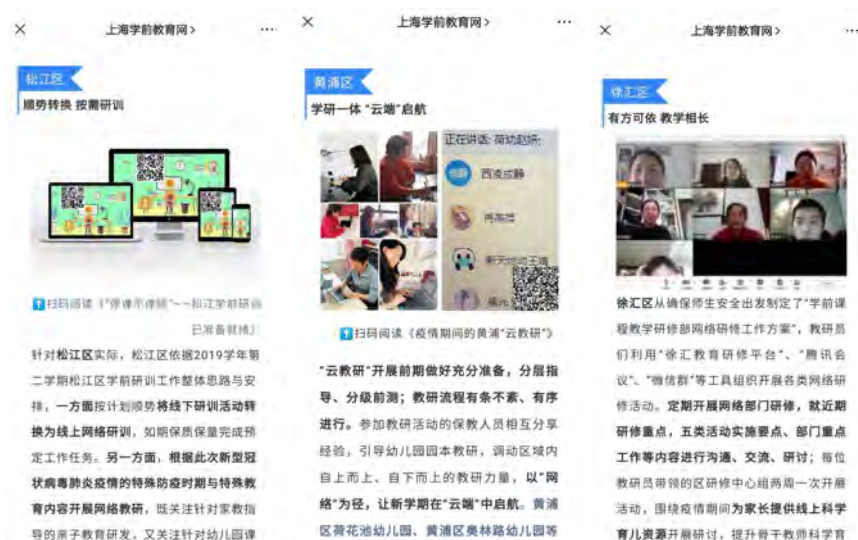 上海学前教育网>
松江区
顺势转换 按需研训
扫码阅读《"停课不停研"~~松江学前研训
已准备就绪》
针对松江区实际,松江区依据2019学年第
二学期松江区学前研训工作整体思路与安
排,一方面按计划顺势将线下研训活动转
换为线上网络研训,如期保质保量完成预
定工作任务。另一方面,根据此次新型冠
状病毒肺炎疫情的特殊防疫时期与特殊教
育内容开展网络教研,既关注针对家教指
导的亲子教育研发,又关注针对幼儿园课
上海学前教育网>
黄浦区
学研一体 "云端"启航
正在讲话: 荷幼赵妍:
西凌成静
扫码阅读《疫情期间的黄浦"云教研"》
"云教研"开展前期做好充分准备,分层指
导、分级前测;教研流程有条不紊、有序
进行。参加教研活动的保教人员相互分享
经验,引导幼儿园园本教研,调动区域内
自上而上、自下而上的教研力量,以"网
络"为径,让新学期在"云端"中启航。黄浦
区荷花池幼儿园、黄浦区奥林路幼儿园等
上海学前教育网>
徐汇区
有方可依 教学相长
徐汇区从确保师生安全出发制定了"学前课
程教学研修部网络研修工作方案",教研员
们利用"徐汇教育研修平台"、"腾讯会
议"、"微信群"等工具组织开展各类网络研
修活动。定期开展网络部门研修,就近期
研修重点,五类活动实施要点、部门重点
工作等内容进行沟通、交流、研讨;每位
教研员带领的区研修中心组两周一次开展
活动,围绕疫情期间为家长提供线上科学
育儿资源开展研讨,提升骨干教师科学育